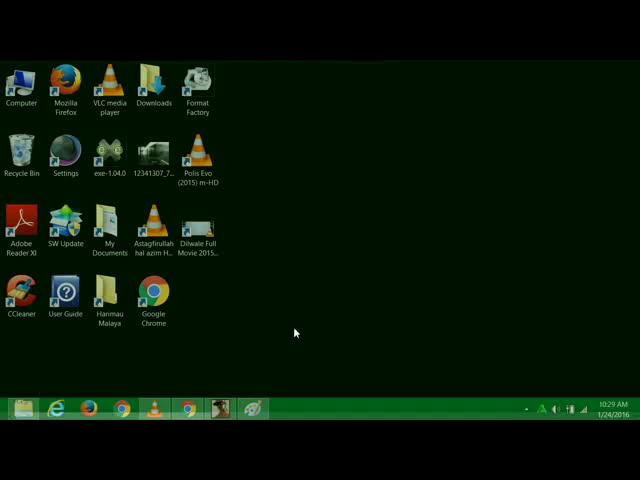 Computer
Mozilla
Firefox
VLC media
player
Downloads
Format
Factory
Recycle Bin
Settings
exe-1.04.0
12341307_7...
Polis Evo
(2015) m-HD
Adobe
Reader XI
SW Update
My
Documents
Astagfirullah
hal azim H...
Dilwale Full
Movie 2015...
CCleaner
User Guide
Harimau
Malaya
Google
Chrome
10:29 AM
1/24/2016